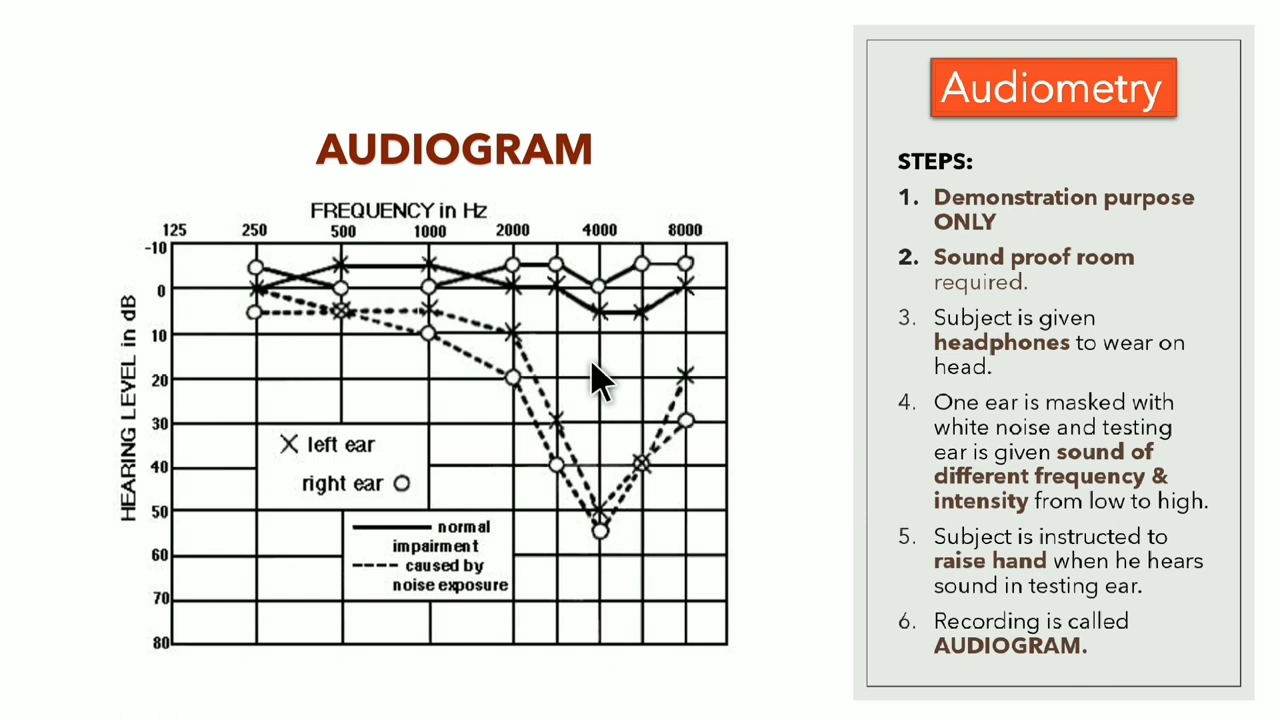 AUDIOGRAM
FREQUENCY in Hz
125 250 500 1000 2000 4000 8000
-10
0
10
20
30
40
50
60
70
80
HEARING LEVEL in dB
left ear
right ear
normal
impairment
caused by
noise exposure
Audiometry
STEPS:
1. Demonstration purpose
ONLY
2. Sound proof room
required.
3. Subject is given
headphones to wear on
head.
4. One ear is masked with
white noise and testing
ear is given sound of
different frequency &
intensity from low to high.
5. Subject is instructed to
raise hand when he hears
sound in testing ear.
6. Recording is called
AUDIOGRAM.